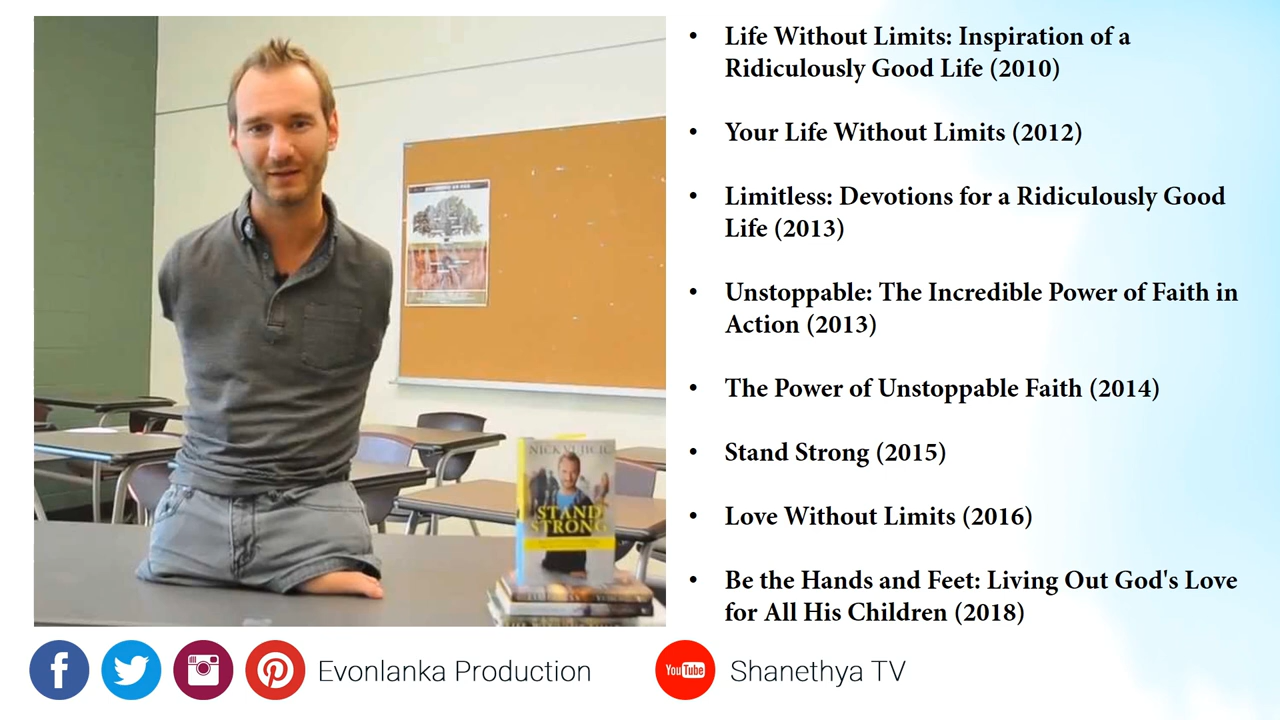 NICK VUJICIC
STAND
STRONG
• Life Without Limits: Inspiration of a
Ridiculously Good Life (2010)
• Your Life Without Limits (2012)
• Limitless: Devotions for a Ridiculously Good
Life (2013)
• Unstoppable: The Incredible Power of Faith in
Action (2013)
• The Power of Unstoppable Faith (2014)
• Stand Strong (2015)
• Love Without Limits (2016)
• Be the Hands and Feet: Living Out God's Love
for All His Children (2018)
f
Evonlanka Production
YouTube
Shanethya TV